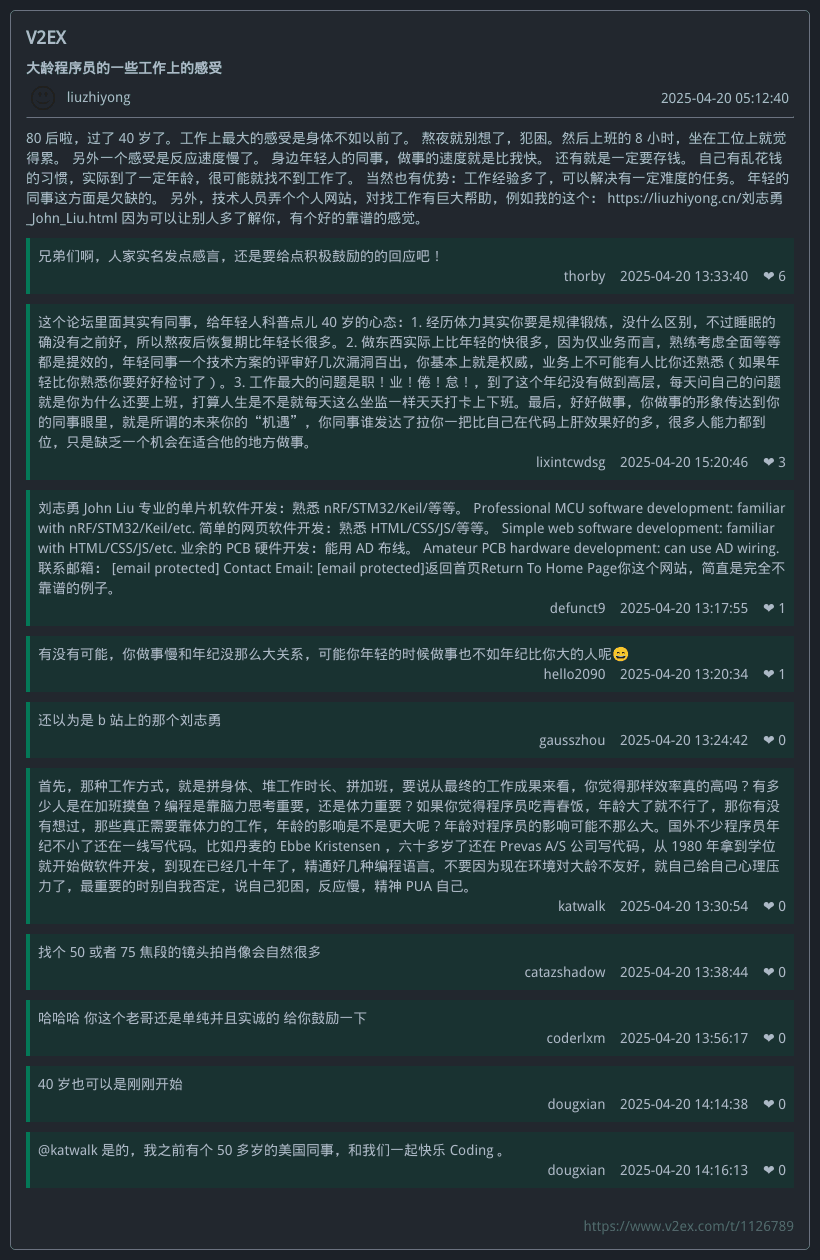 V2EX
大龄程序员的一些工作上的感受
liuzhiyong 2025-04-20 05:12:40
80 后啦，过了 40 岁了。工作上最大的感受是身体不如以前了。 熬夜就别想了，犯困。然后上班的 8 小时，坐在工位上就觉
得累。 另外一个感受是反应速度慢了。 身边年轻人的同事，做事的速度就是比我快。 还有就是一定要存钱。 自己有乱花钱
的习惯，实际到了一定年龄，很可能就找不到工作了。 当然也有优势：工作经验多了，可以解决有一定难度的任务。 年轻的
同事这方面是欠缺的。 另外，技术人员弄个个人网站，对找工作有巨大帮助，例如我的这个： https://liuzhiyong.cn/刘志勇
_John_Liu.html 因为可以让别人多了解你，有个好的靠谱的感觉。
兄弟们啊，人家实名发点感言，还是要给点积极鼓励的的回应吧！
thorby 2025-04-20 13:33:40 ❤ 6
这个论坛里面其实有同事，给年轻人科普点儿 40 岁的心态：1. 经历体力其实你要是规律锻炼，没什么区别，不过睡眠的
确没有之前好，所以熬夜后恢复期比年轻长很多。2. 做东西实际上比年轻的快很多，因为仅业务而言，熟练考虑全面等等
都是提效的，年轻同事一个技术方案的评审好几次漏洞百出，你基本上就是权威，业务上不可能有人比你还熟悉（如果年
轻比你熟悉你要好好检讨了）。3. 工作最大的问题是职！业！倦！怠！，到了这个年纪没有做到高层，每天问自己的问题
就是你为什么还要上班，打算人生是不是就每天这么坐监一样天天打卡上下班。最后，好好做事，你做事的形象传达到你
的同事眼里，就是所谓的未来你的“机遇”，你同事谁发达了拉你一把比自己在代码上肝效果好的多，很多人能力都到
位，只是缺乏一个机会在适合他的地方做事。
lixintcwdsg 2025-04-20 15:20:46 ❤ 3
刘志勇 John Liu 专业的单片机软件开发：熟悉 nRF/STM32/Keil/等等。 Professional MCU software development: familiar
with nRF/STM32/Keil/etc. 简单的网页软件开发：熟悉 HTML/CSS/JS/等等。 Simple web software development: familiar
with HTML/CSS/JS/etc. 业余的 PCB 硬件开发：能用 AD 布线。 Amateur PCB hardware development: can use AD wiring.
联系邮箱： [email protected] Contact Email: [email protected]返回首页Return To Home Page你这个网站，简直是完全不
靠谱的例子。
defunct9 2025-04-20 13:17:55 ❤ 1
有没有可能，你做事慢和年纪没那么大关系，可能你年轻的时候做事也不如年纪比你大的人呢😄
hello2090 2025-04-20 13:20:34 ❤ 1
还以为是 b 站上的那个刘志勇
gausszhou 2025-04-20 13:24:42 ❤ 0
首先，那种工作方式，就是拼身体、堆工作时长、拼加班，要说从最终的工作成果来看，你觉得那样效率真的高吗？有多
少人是在加班摸鱼？编程是靠脑力思考重要，还是体力重要？如果你觉得程序员吃青春饭，年龄大了就不行了，那你有没
有想过，那些真正需要靠体力的工作，年龄的影响是不是更大呢？年龄对程序员的影响可能不那么大。国外不少程序员年
纪不小了还在一线写代码。比如丹麦的 Ebbe Kristensen ，六十多岁了还在 Prevas A/S 公司写代码，从 1980 年拿到学位
就开始做软件开发，到现在已经几十年了，精通好几种编程语言。不要因为现在环境对大龄不友好，就自己给自己心理压
力了，最重要的时别自我否定，说自己犯困，反应慢，精神 PUA 自己。
katwalk 2025-04-20 13:30:54 ❤ 0
找个 50 或者 75 焦段的镜头拍肖像会自然很多
catazshadow 2025-04-20 13:38:44 ❤ 0
哈哈哈 你这个老哥还是单纯并且实诚的 给你鼓励一下
coderlxm 2025-04-20 13:56:17 ❤ 0
40 岁也可以是刚刚开始
dougxian 2025-04-20 14:14:38 ❤ 0
@katwalk 是的，我之前有个 50 多岁的美国同事，和我们一起快乐 Coding 。
dougxian 2025-04-20 14:16:13 ❤ 0
https://www.v2ex.com/t/1126789